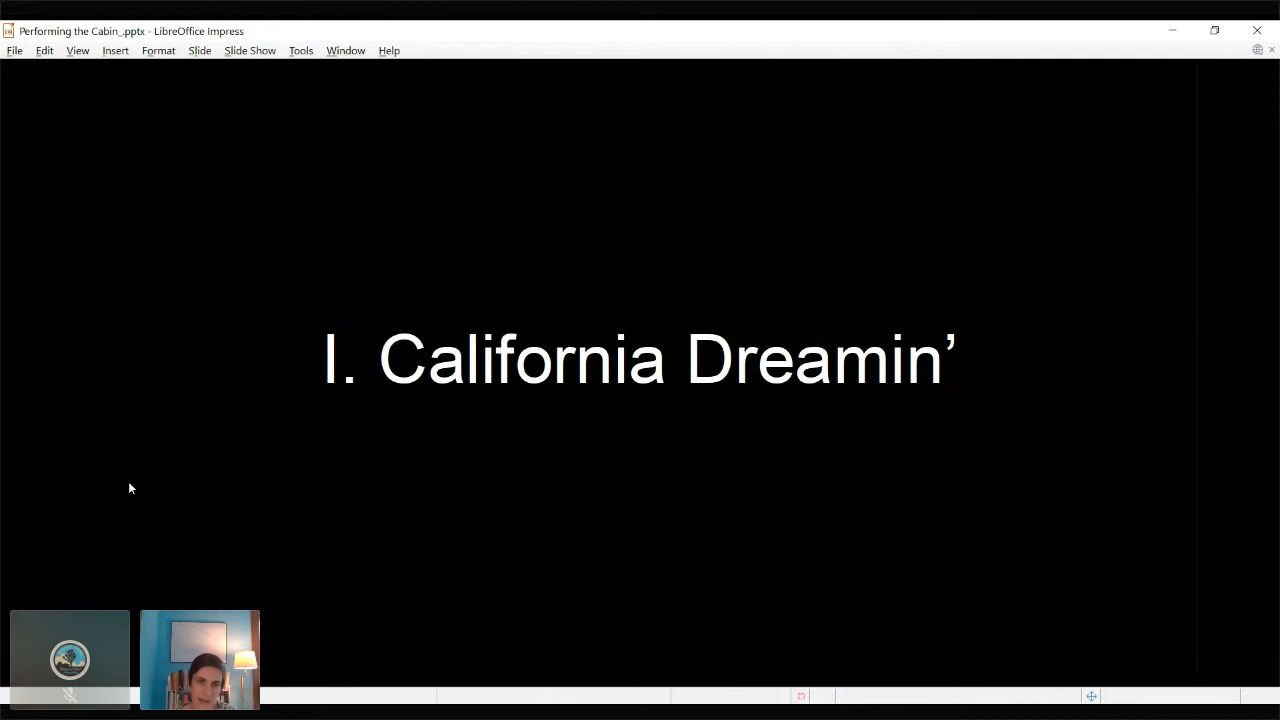 Performing the Cabin_.pptx - LibreOffice Impress
File Edit View Insert Format Slide Slide Show Tools Window Help
I. California Dreamin’